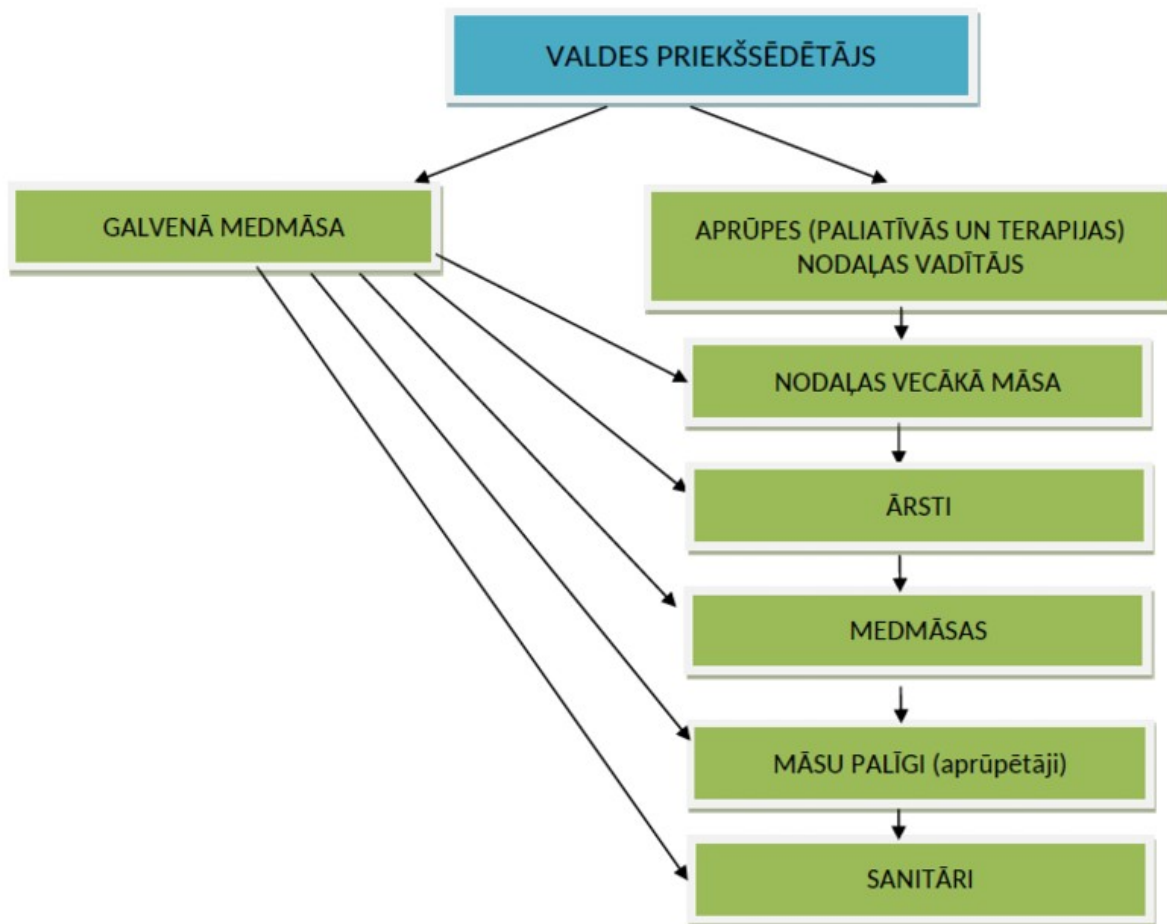 VALDES PRIEKŠSĒDĒTĀJS
GALVENĀ MEDMĀSA
APRŪPES (PALIATĪVĀS UN TERAPIJAS)
NODAĻAS VADĪTĀJS
NODAĻAS VECĀKĀ MĀSA
ĀRSTI
MEDMĀSAS
MĀSU PALĪGI (aprūpētāji)
SANITĀRI